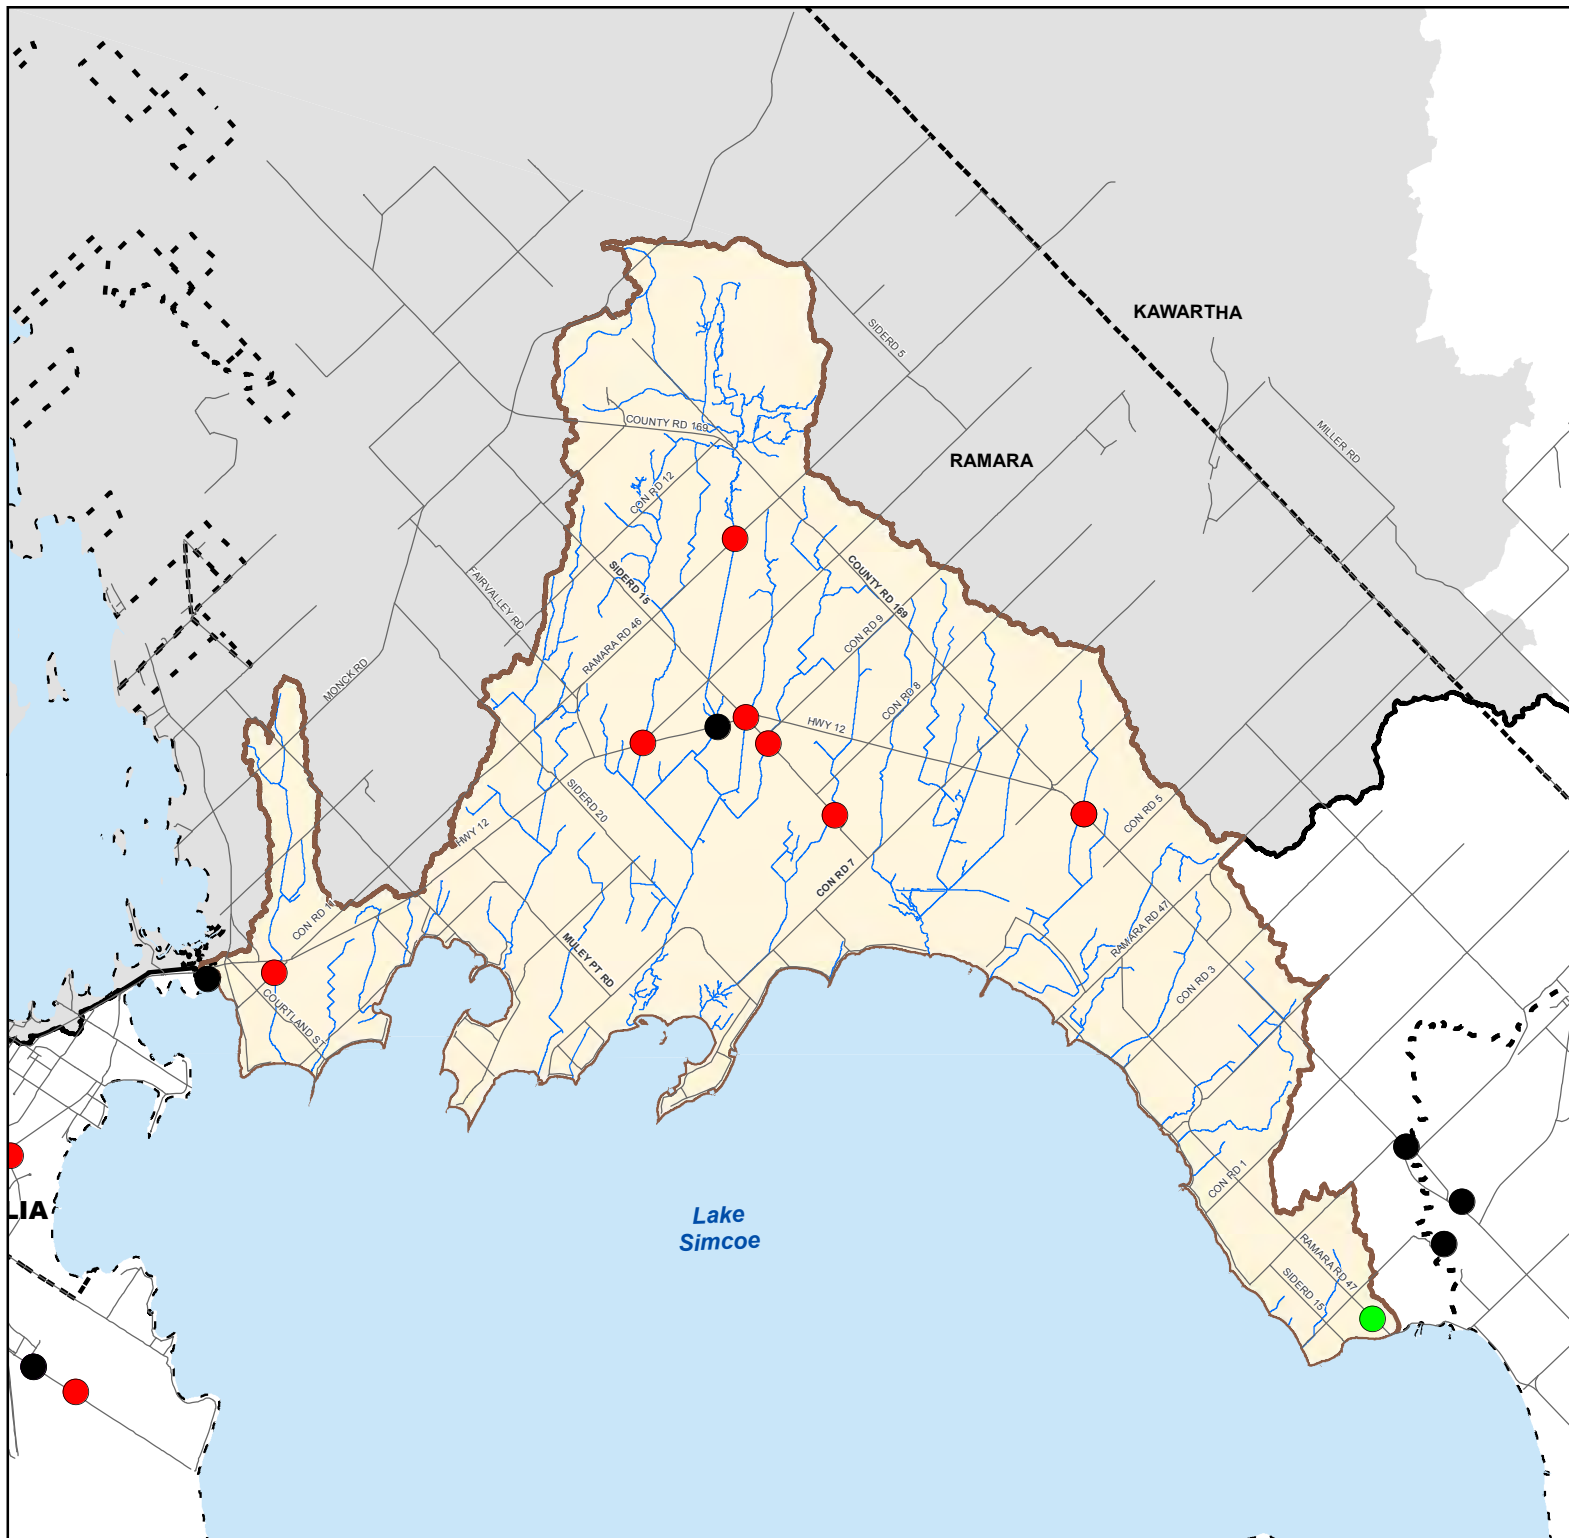 KAWARTHA
SIDERD 5
COUNTY RD 169
MILLER RD
RAMARA
CON RD 12
FAIRVALLEY RD
SIDERD 15
COUNTY RD 169
RAMARA RD 46
CON RD 9
MONCK RD
CON RD 8
HWY 12
SIDERD 20
HWY 12
CON RD 5
CON RD 7
CON RD 11
RAMARA RD 47
MULEY PT RD
CON RD 3
COURTLAND ST
CON RD 1
LIA
Lake
Simcoe
RAMARA RD 47
SIDERD 15